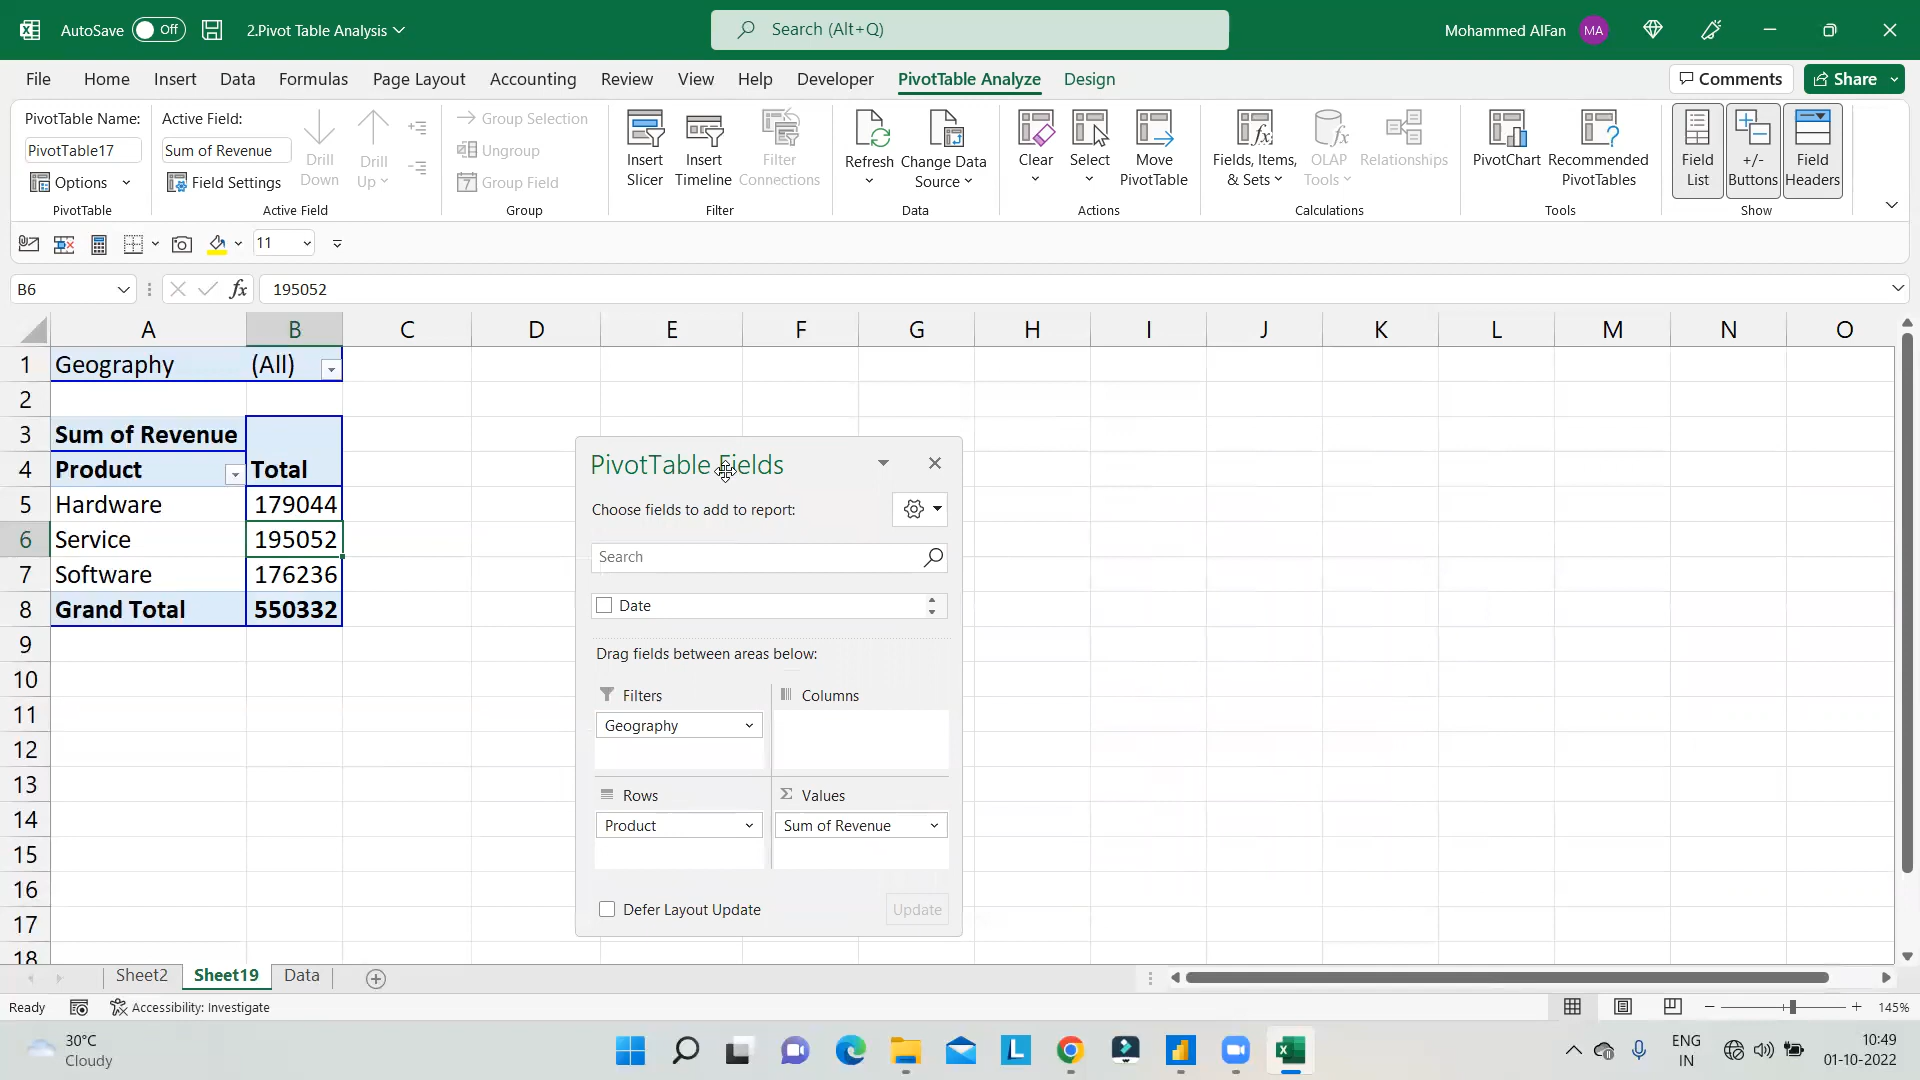 AutoSave Off 2.Pivot Table Analysis Search (Alt+Q) Mohammed AlFan MA
File Home Insert Data Formulas Page Layout Accounting Review View Help Developer PivotTable Analyze Design Comments Share
PivotTable Name:
PivotTable17
Options
PivotTable
Active Field:
Sum of Revenue
Field Settings
Drill Down
Drill Up
Active Field
Group Selection
Ungroup
Group Field
Group
Insert Slicer
Insert Timeline
Filter Connections
Filter
Refresh
Change Data Source
Data
Clear
Select
Move PivotTable
Actions
Fields, Items, & Sets
OLAP Tools
Relationships
Calculations
PivotChart
Recommended PivotTables
Tools
Field List
+/- Buttons
Field Headers
Show
11
B6 fx 195052
A B C D E F G H I J K L M N O
1 Geography (All)
2
3 Sum of Revenue
4 Product Total
5 Hardware 179044
6 Service 195052
7 Software 176236
8 Grand Total 550332
9
10
11
12
13
14
15
16
17
18
PivotTable Fields
Choose fields to add to report:
Search
Date
Drag fields between areas below:
Filters Columns
Geography
Rows Σ Values
Product Sum of Revenue
Defer Layout Update Update
Sheet2 Sheet19 Data
Ready Accessibility: Investigate 145%
30°C
Cloudy
ENG
IN
10:49
01-10-2022